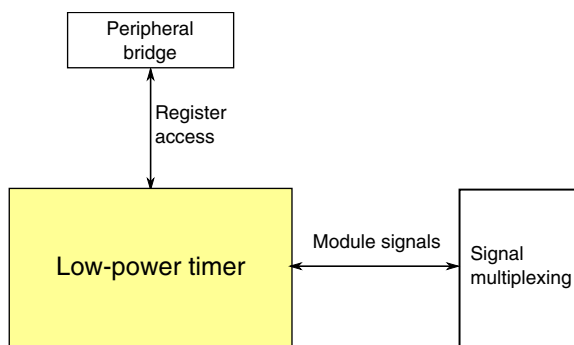 Peripheral
bridge
Register
access
Low-power timer
Module signals
Signal
multiplexing